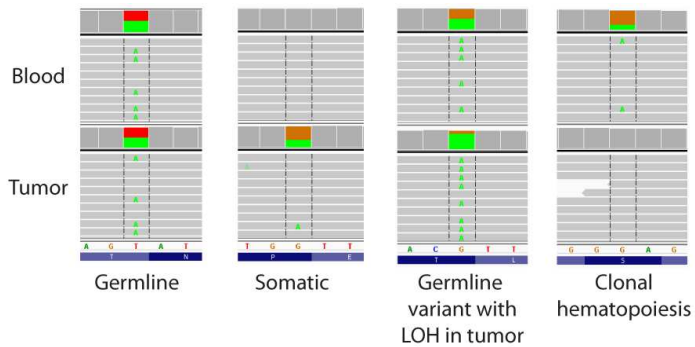 Blood
A
A
A
A
A
A
A
A
A
A
A
Tumor
A
A
A
A
A
A
A
A
A
A
A
A
A
A G T A T
T N
T G G T T
P E
A C G T T
T L
G G G A G
S
Germline
Somatic
Germline
variant with
LOH in tumor
Clonal
hematopoiesis